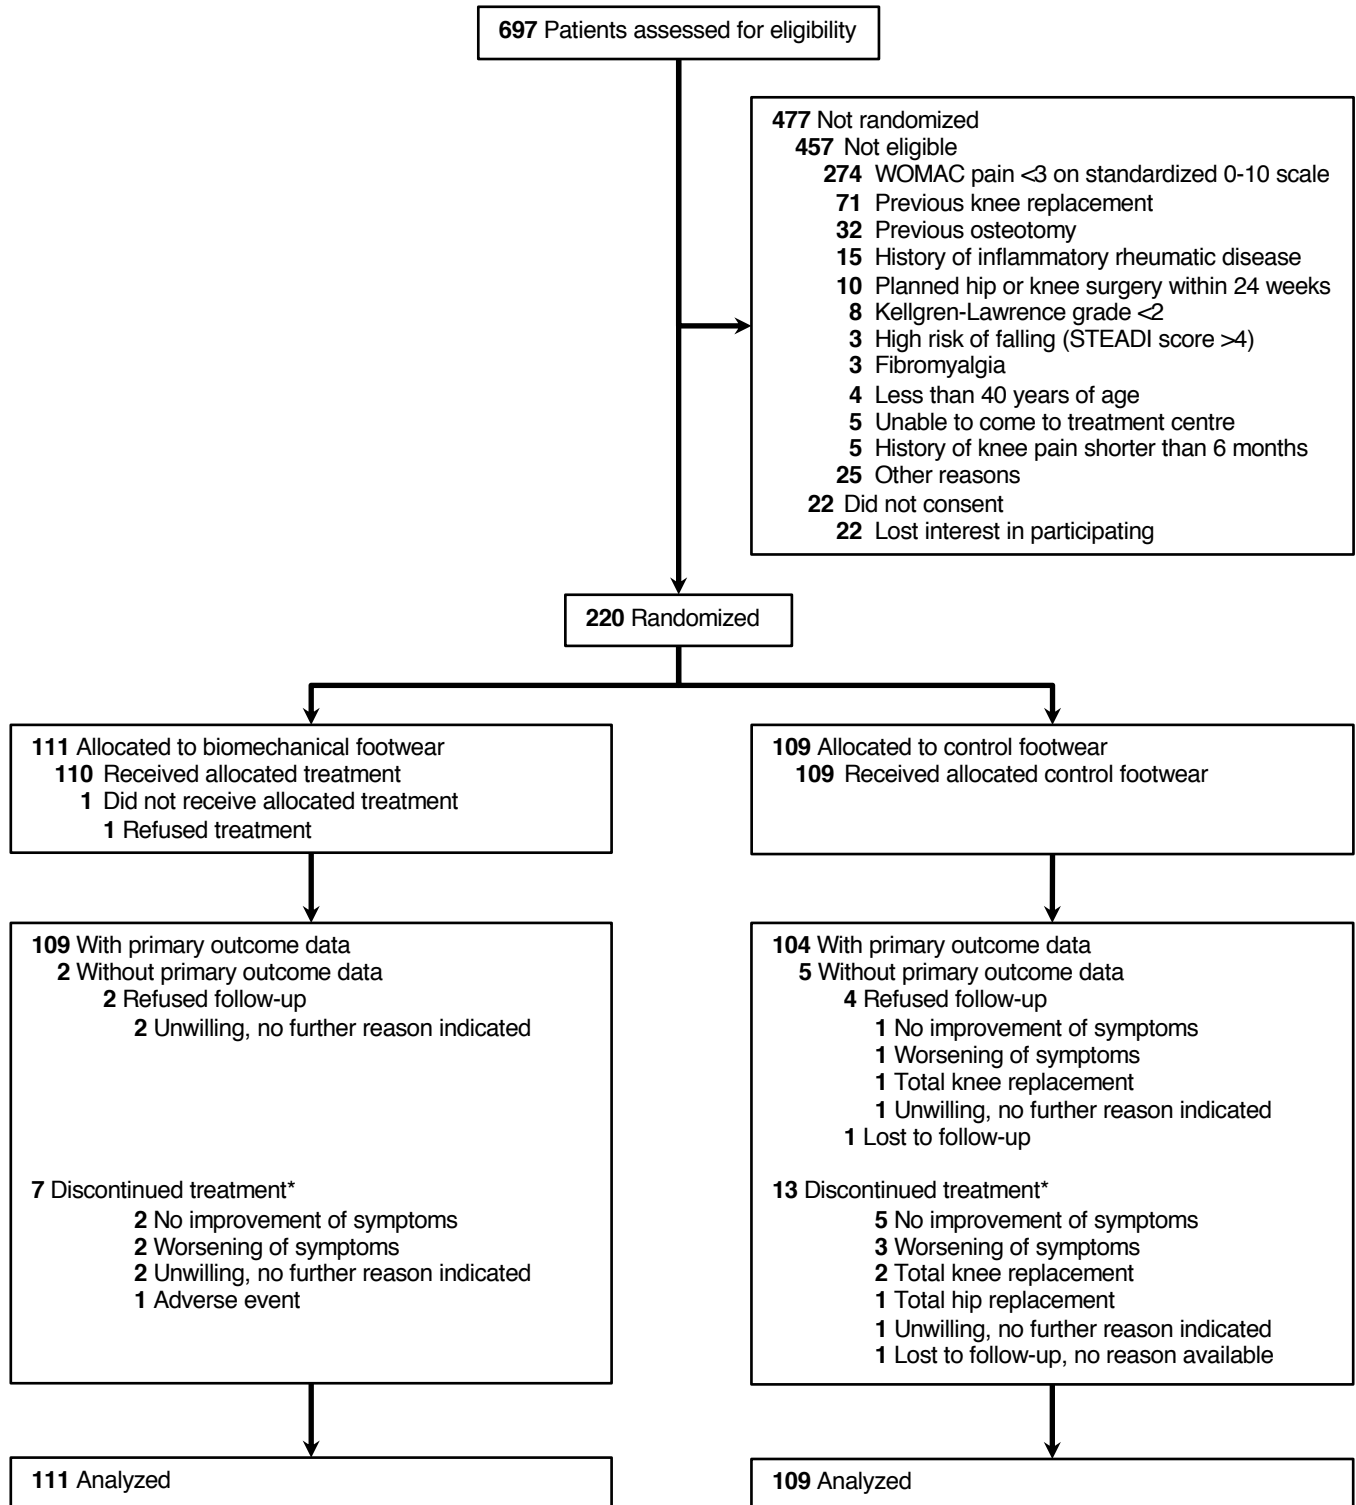 697 Patients assessed for eligibility
477 Not randomized
457 Not eligible
274 WOMAC pain <3 on standardized 0-10 scale
71 Previous knee replacement
32 Previous osteotomy
15 History of inflammatory rheumatic disease
10 Planned hip or knee surgery within 24 weeks
8 Kellgren-Lawrence grade <2
3 High risk of falling (STEADI score >4)
3 Fibromyalgia
4 Less than 40 years of age
5 Unable to come to treatment centre
5 History of knee pain shorter than 6 months
25 Other reasons
22 Did not consent
22 Lost interest in participating
220 Randomized
111 Allocated to biomechanical footwear
110 Received allocated treatment
1 Did not receive allocated treatment
1 Refused treatment
109 Allocated to control footwear
109 Received allocated control footwear
109 With primary outcome data
2 Without primary outcome data
2 Refused follow-up
2 Unwilling, no further reason indicated
7 Discontinued treatment*
2 No improvement of symptoms
2 Worsening of symptoms
2 Unwilling, no further reason indicated
1 Adverse event
104 With primary outcome data
5 Without primary outcome data
4 Refused follow-up
1 No improvement of symptoms
1 Worsening of symptoms
1 Total knee replacement
1 Unwilling, no further reason indicated
1 Lost to follow-up
13 Discontinued treatment*
5 No improvement of symptoms
3 Worsening of symptoms
2 Total knee replacement
1 Total hip replacement
1 Unwilling, no further reason indicated
1 Lost to follow-up, no reason available
111 Analyzed
109 Analyzed